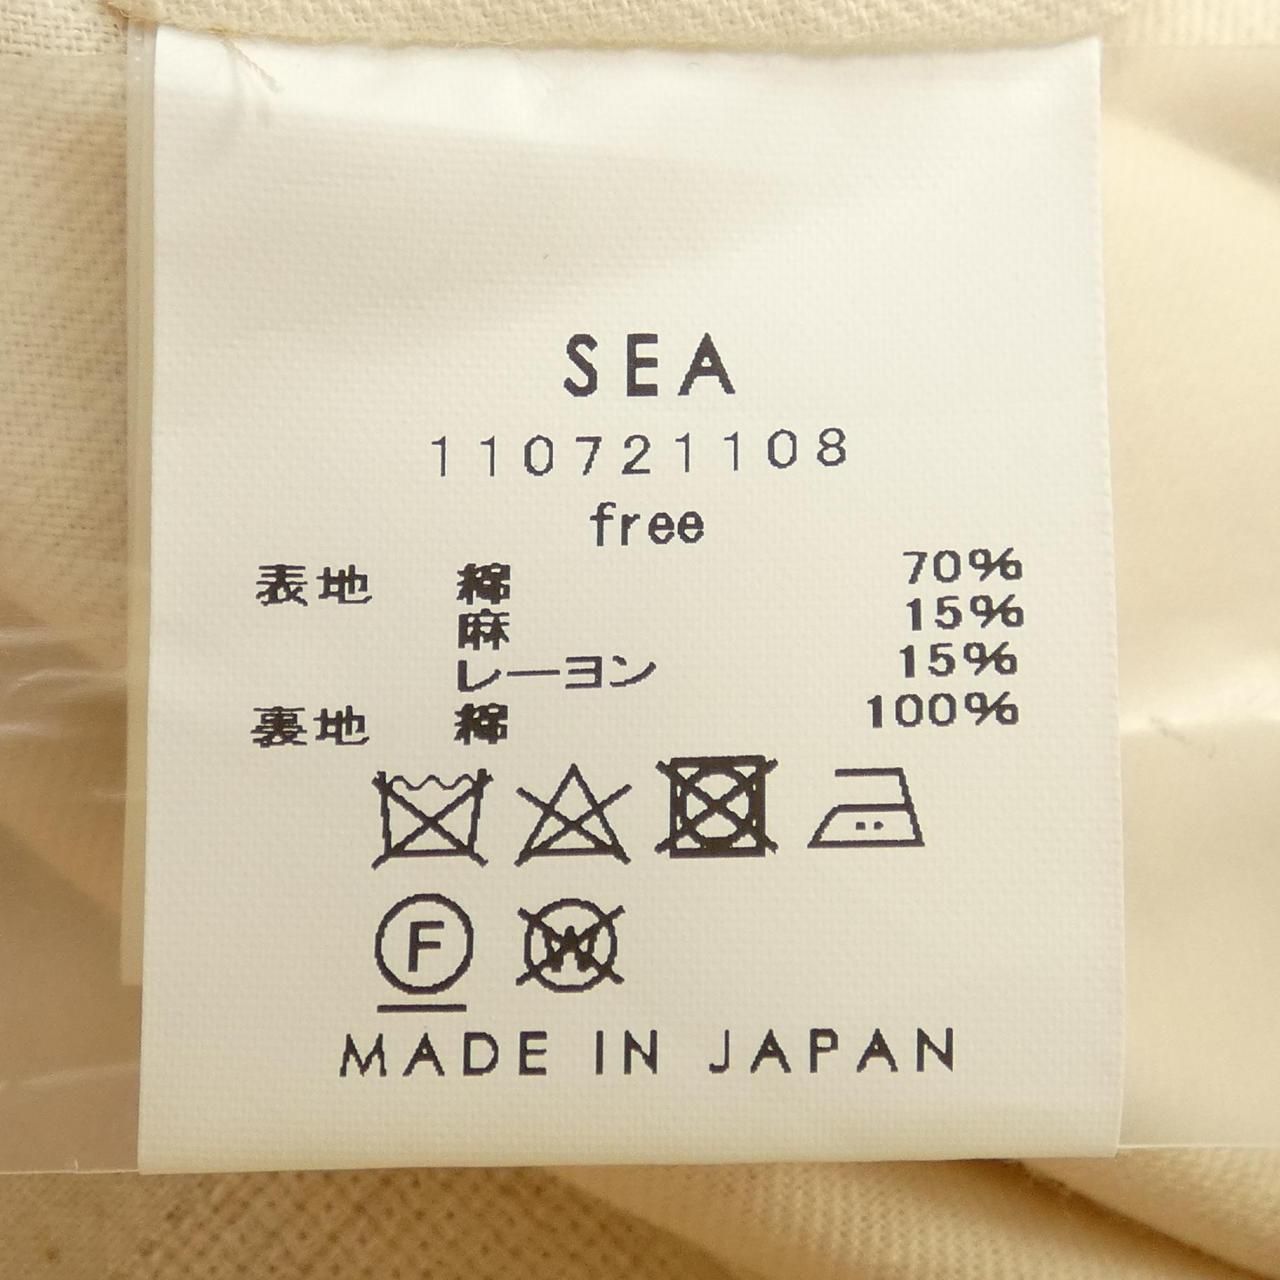 SEA
110721108
free
表地 綿 70%
麻 15%
レーヨン 15%
裏地 綿 100%
F W
MADE IN JAPAN